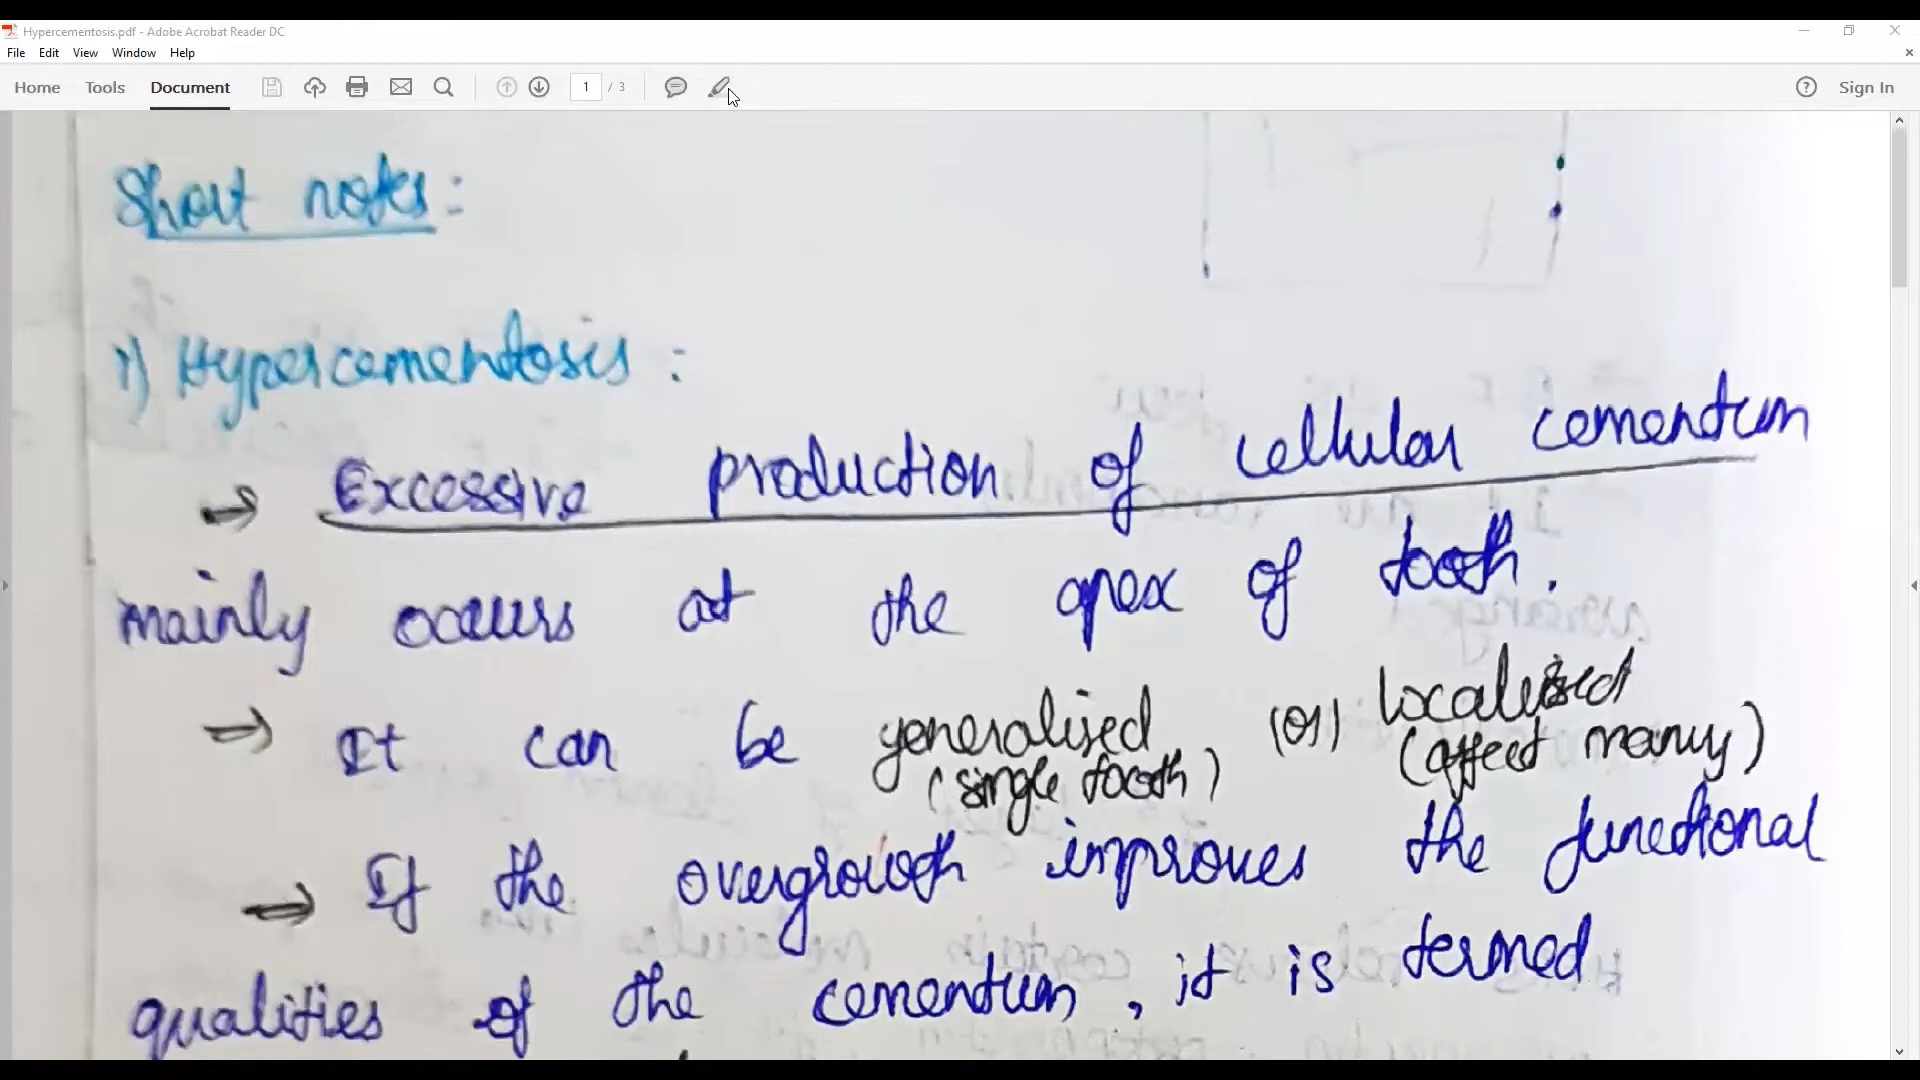 Hypercementosis.pdf - Adobe Acrobat Reader DC
File Edit View Window Help
Home Tools Document 1 / 3 Sign In
Short notes:
1) Hypercementosis :
→ Excessive production of cellular cementum
mainly occurs at the apex of tooth.
→ It can be generalised (or) localised
(single tooth) (affect many)
→ If the overgrowth improves the functional
qualities of the cementum, it is termed